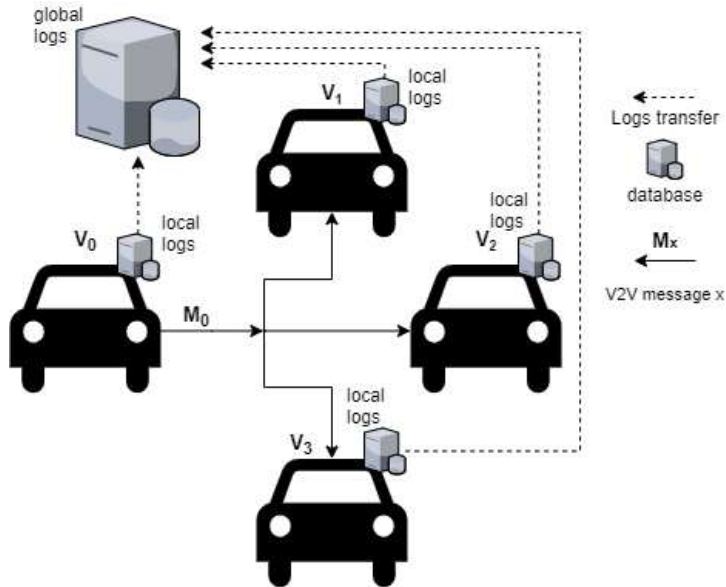 global
logs
V1
local
logs
Logs transfer
database
V0
local
logs
V2
local
logs
Mx
V2V message x
M0
local
logs
V3